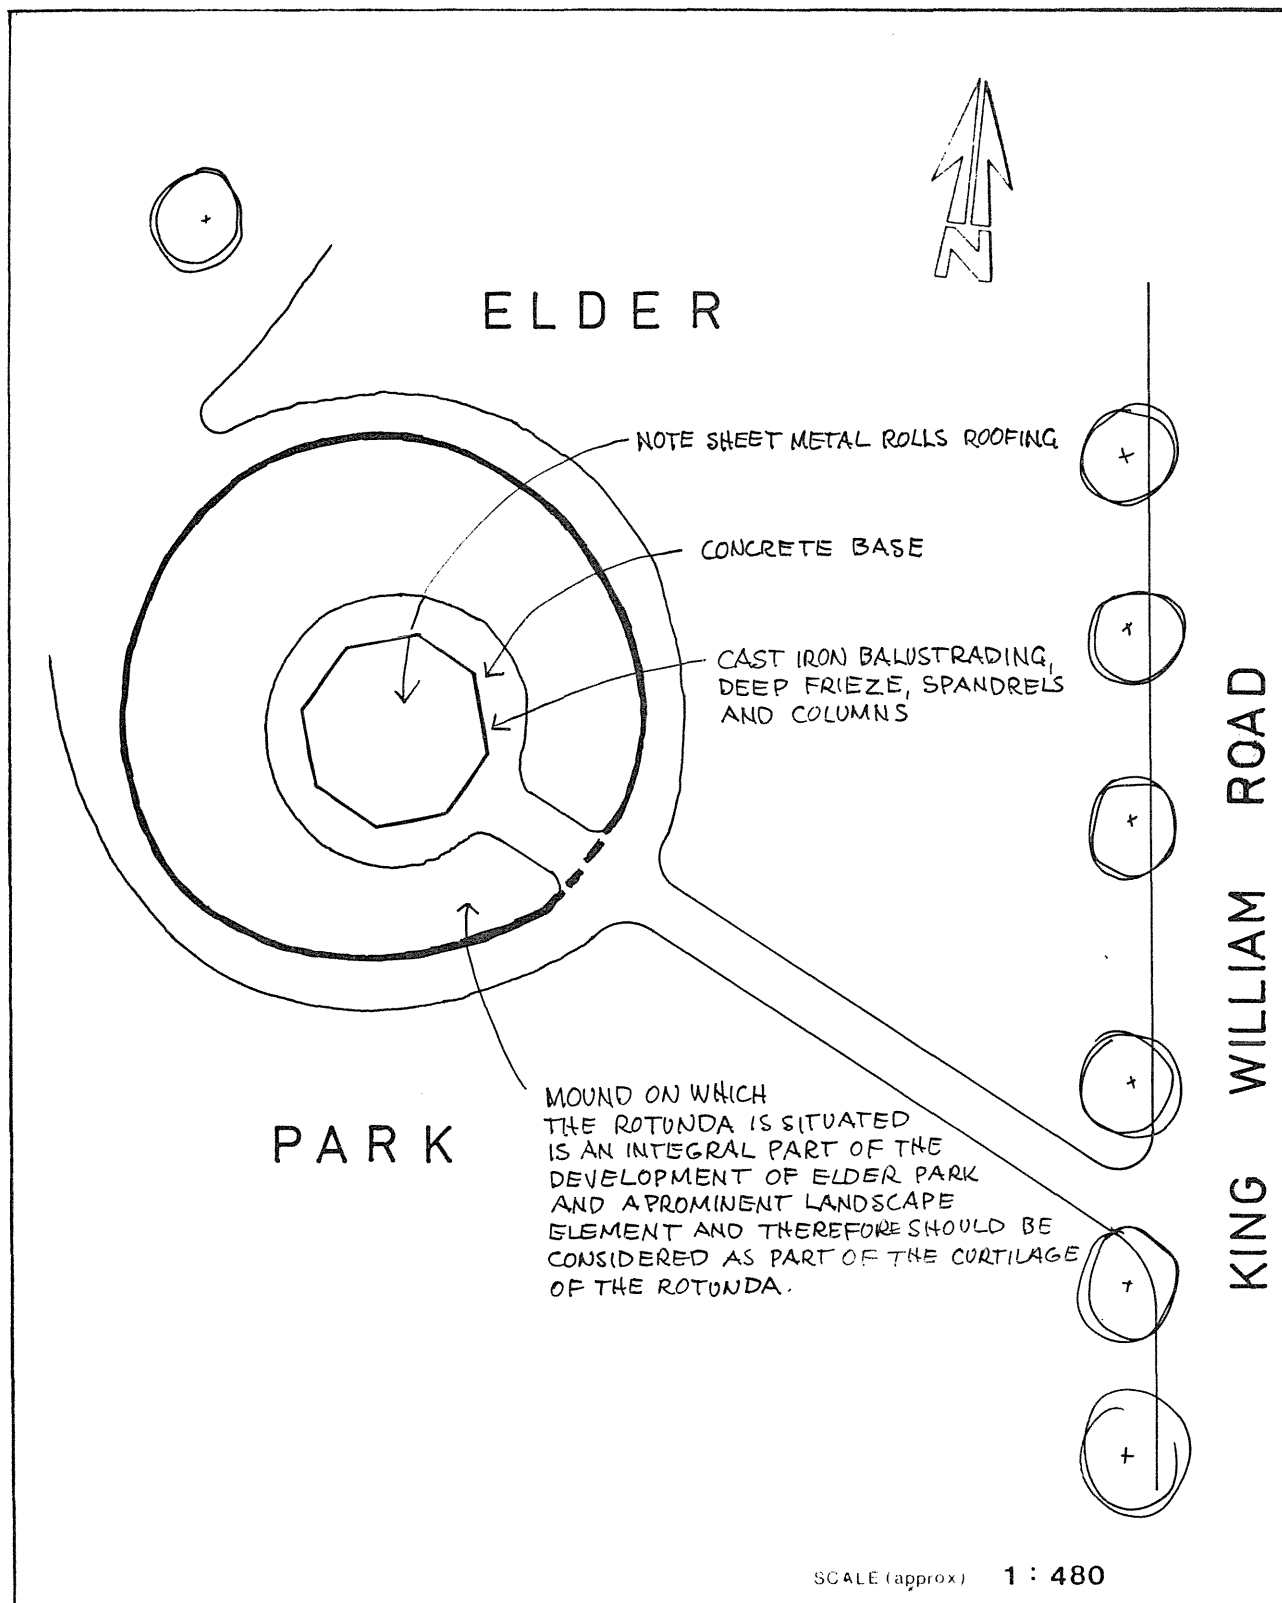 N
ELDER
NOTE SHEET METAL ROLLS ROOFING
CONCRETE BASE
CAST IRON BALUSTRADING,
DEEP FRIEZE, SPANDRELS
AND COLUMNS
KING WILLIAM ROAD
MOUND ON WHICH
THE ROTUNDA IS SITUATED
IS AN INTEGRAL PART OF THE
DEVELOPMENT OF ELDER PARK
AND A PROMINENT LANDSCAPE
ELEMENT AND THEREFORE SHOULD BE
CONSIDERED AS PART OF THE CURTILAGE
OF THE ROTUNDA.
PARK
SCALE (approx) 1 : 480